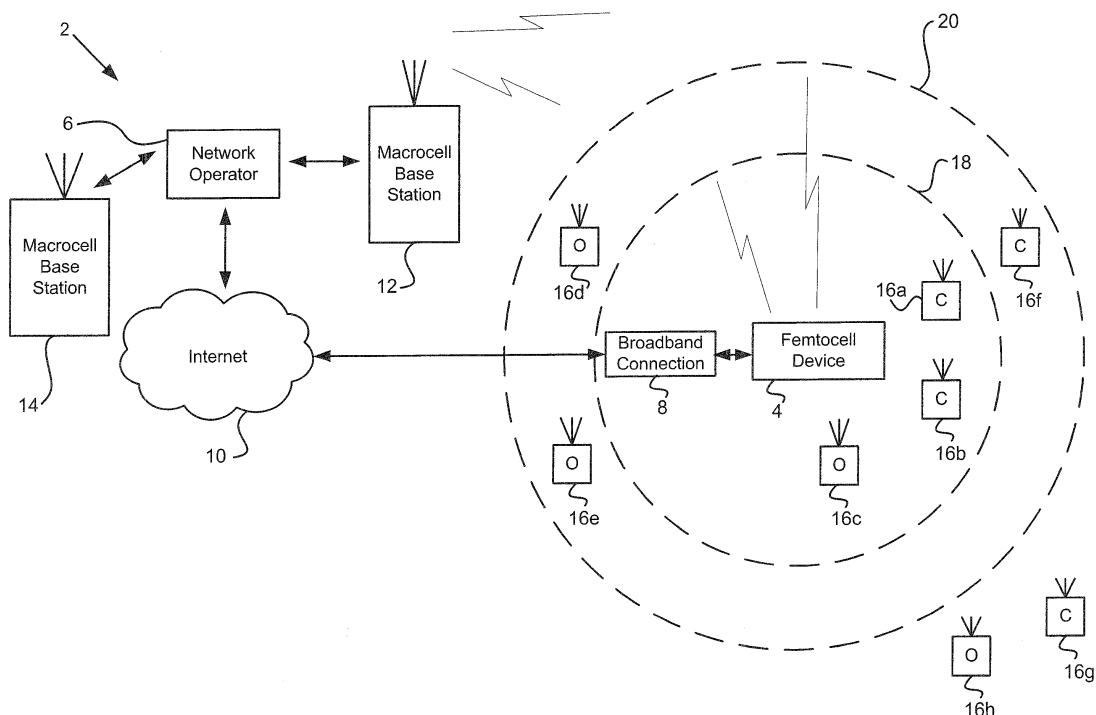 2
20
6
Network
Operator
Macrocell
Base
Station
18
Macrocell
Base
Station
12
O
16d
C
16f
16a
C
Internet
Broadband
Connection
8
Femtocell
Device
4
C
16b
14
10
O
16e
O
16c
C
16g
O
16h